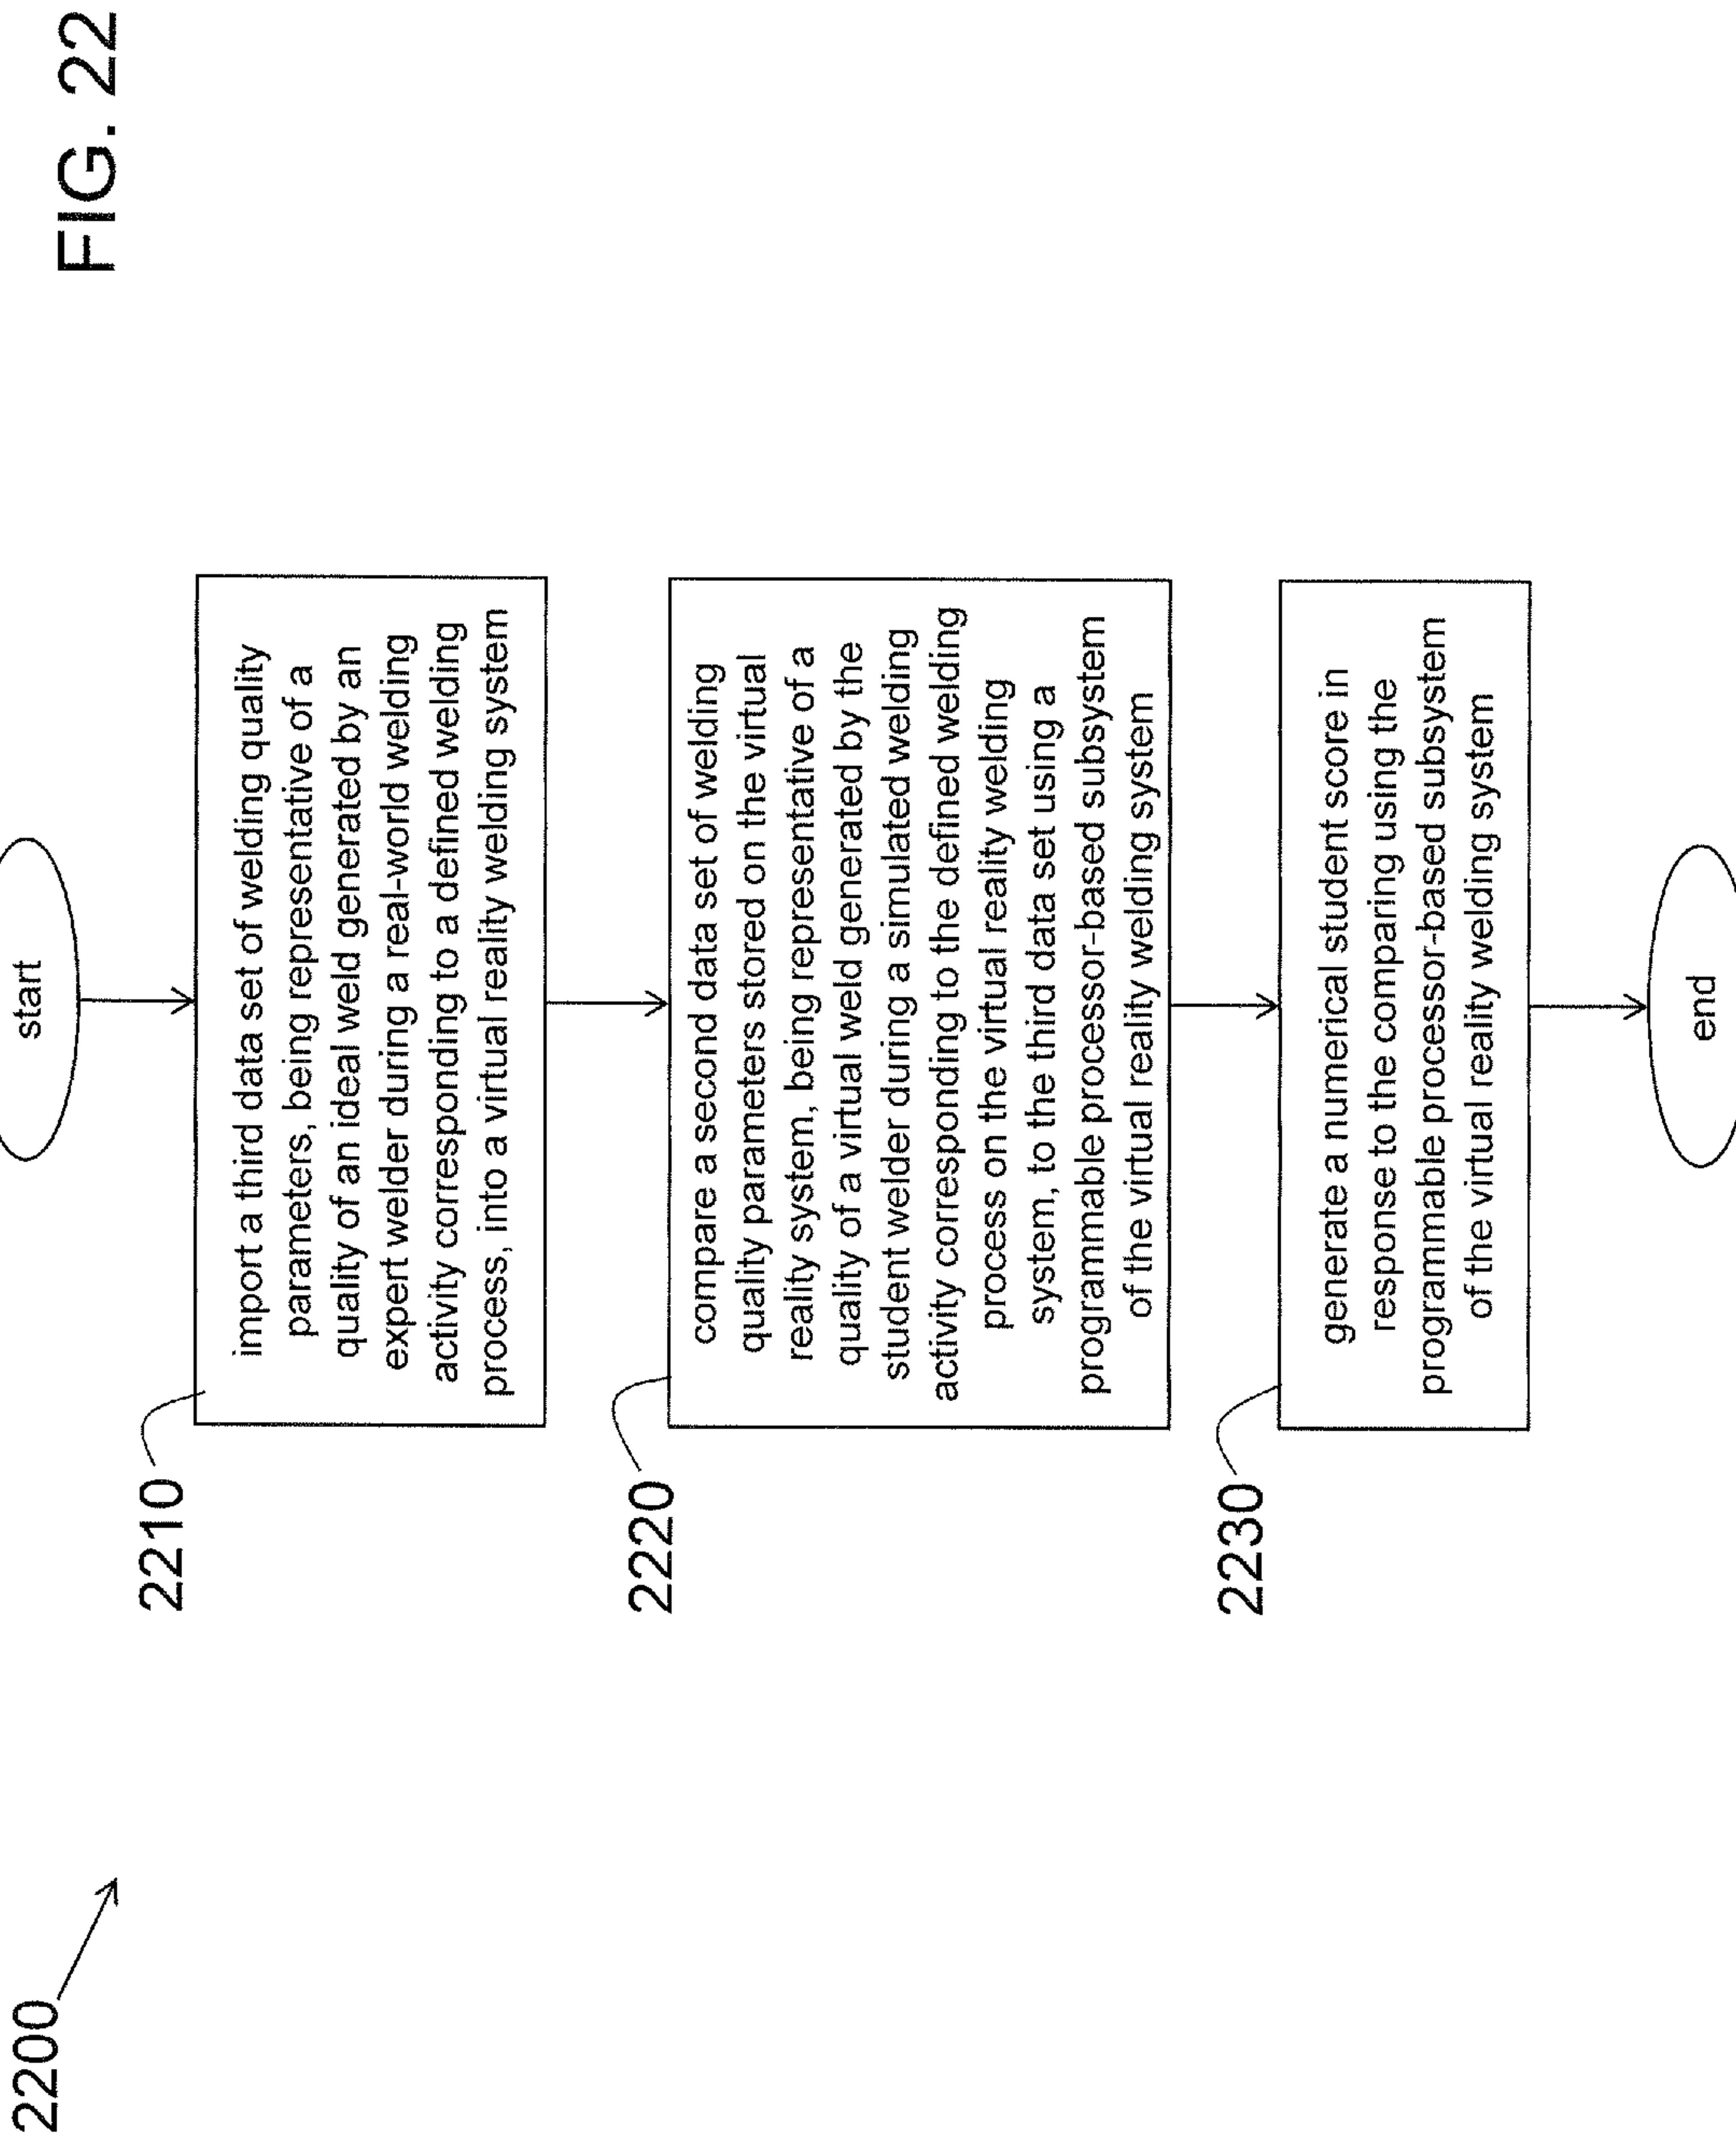 FIG. 22
2200
start
2210
import a third data set of welding quality
parameters, being representative of a
quality of an ideal weld generated by an
expert welder during a real-world welding
activity corresponding to a defined welding
process, into a virtual reality welding system
2220
compare a second data set of welding
quality parameters stored on the virtual
reality system, being representative of a
quality of a virtual weld generated by the
student welder during a simulated welding
activity corresponding to the defined welding
process on the virtual reality welding
system, to the third data set using a
programmable processor-based subsystem
of the virtual reality welding system
2230
generate a numerical student score in
response to the comparing using the
programmable processor-based subsystem
of the virtual reality welding system
end